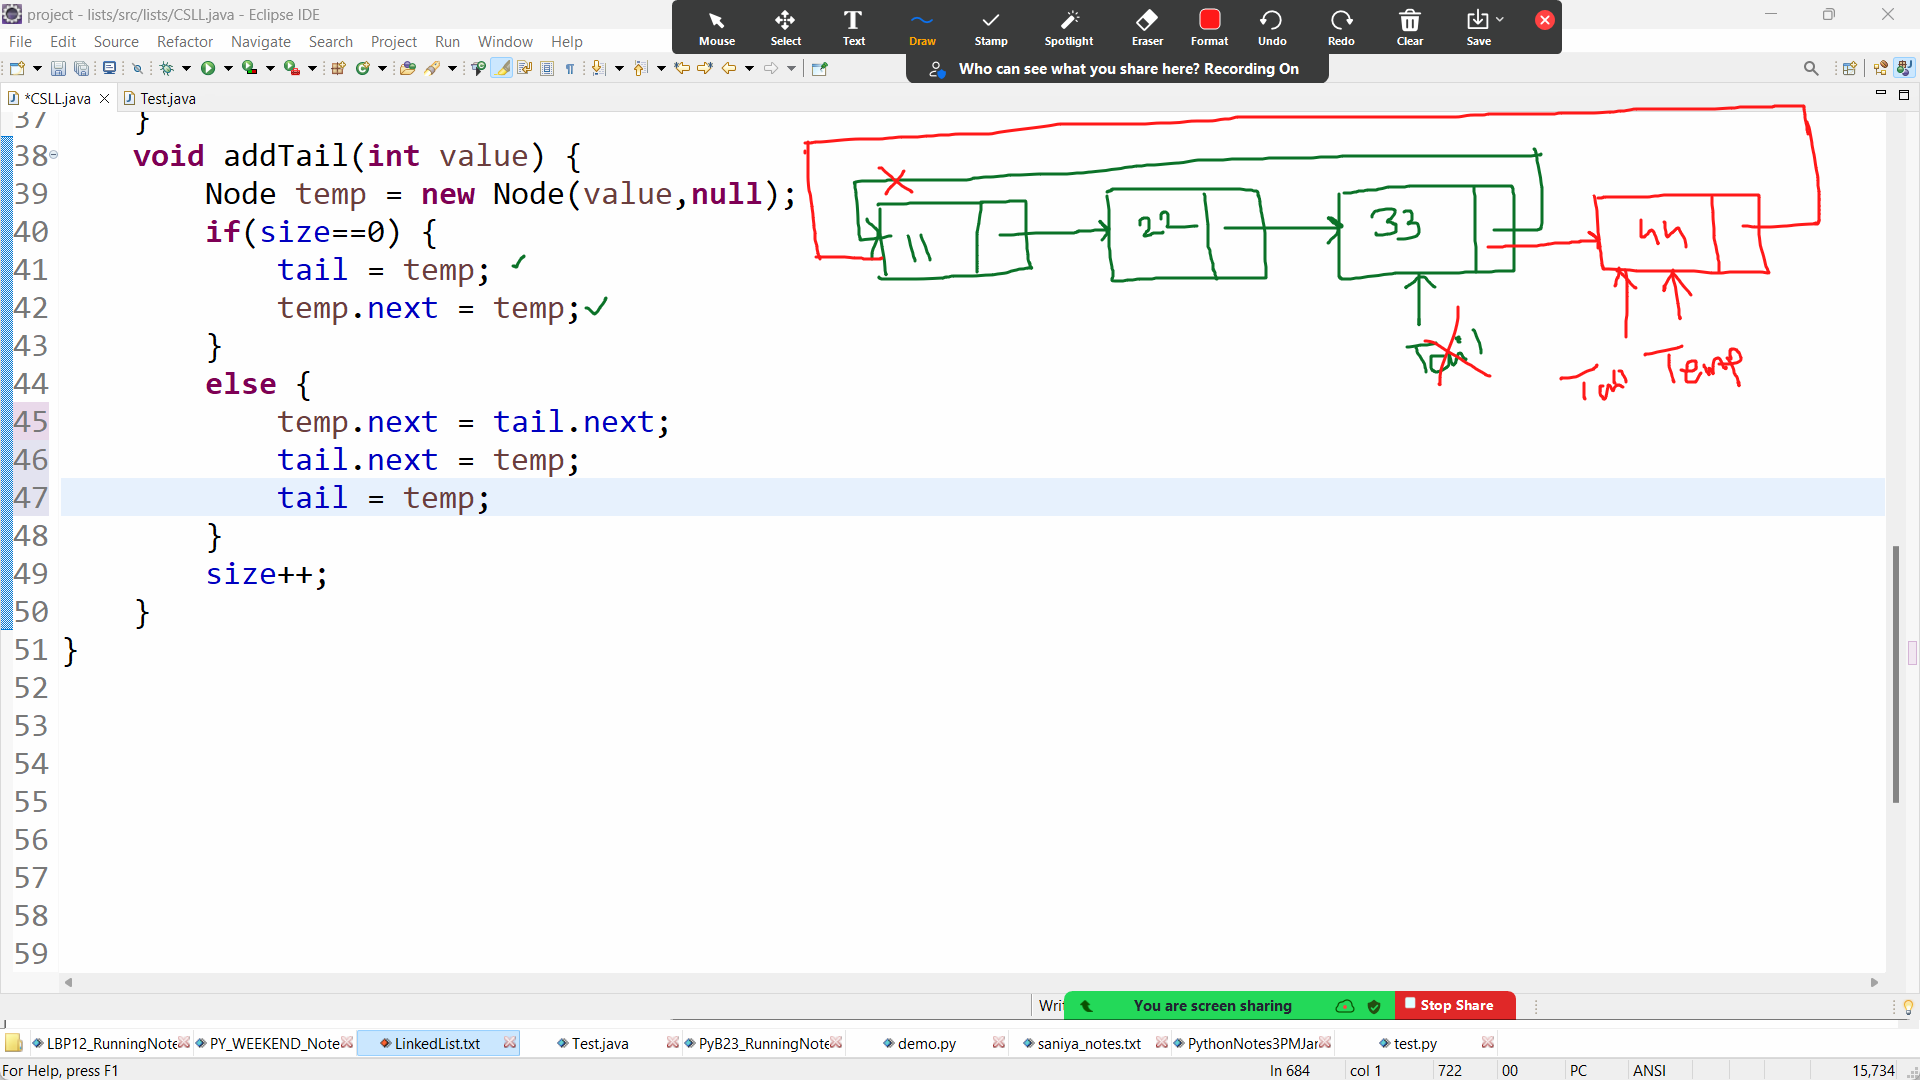 project - lists/src/lists/CSLL.java - Eclipse IDE
File Edit Source Refactor Navigate Search Project Run Window Help
Mouse Select Text Draw Stamp Spotlight Eraser Format Undo Redo Clear Save
Who can see what you share here? Recording On
*CSLL.java Test.java
37 }
38 void addTail(int value) {
39 Node temp = new Node(value,null);
40 if(size==0) {
41 tail = temp;
42 temp.next = temp;
43 }
44 else {
45 temp.next = tail.next;
46 tail.next = temp;
47 tail = temp;
48 }
49 size++;
50 }
51 }
52
53
54
55
56
57
58
59
11 22 33 44
Tail
Tail Temp
Writ
You are screen sharing Stop Share
LBP12_RunningNote PY_WEEKEND_Note LinkedList.txt Test.java PyB23_RunningNote demo.py saniya_notes.txt PythonNotes3PMJar test.py
For Help, press F1 ln 684 col 1 722 00 PC ANSI 15,734